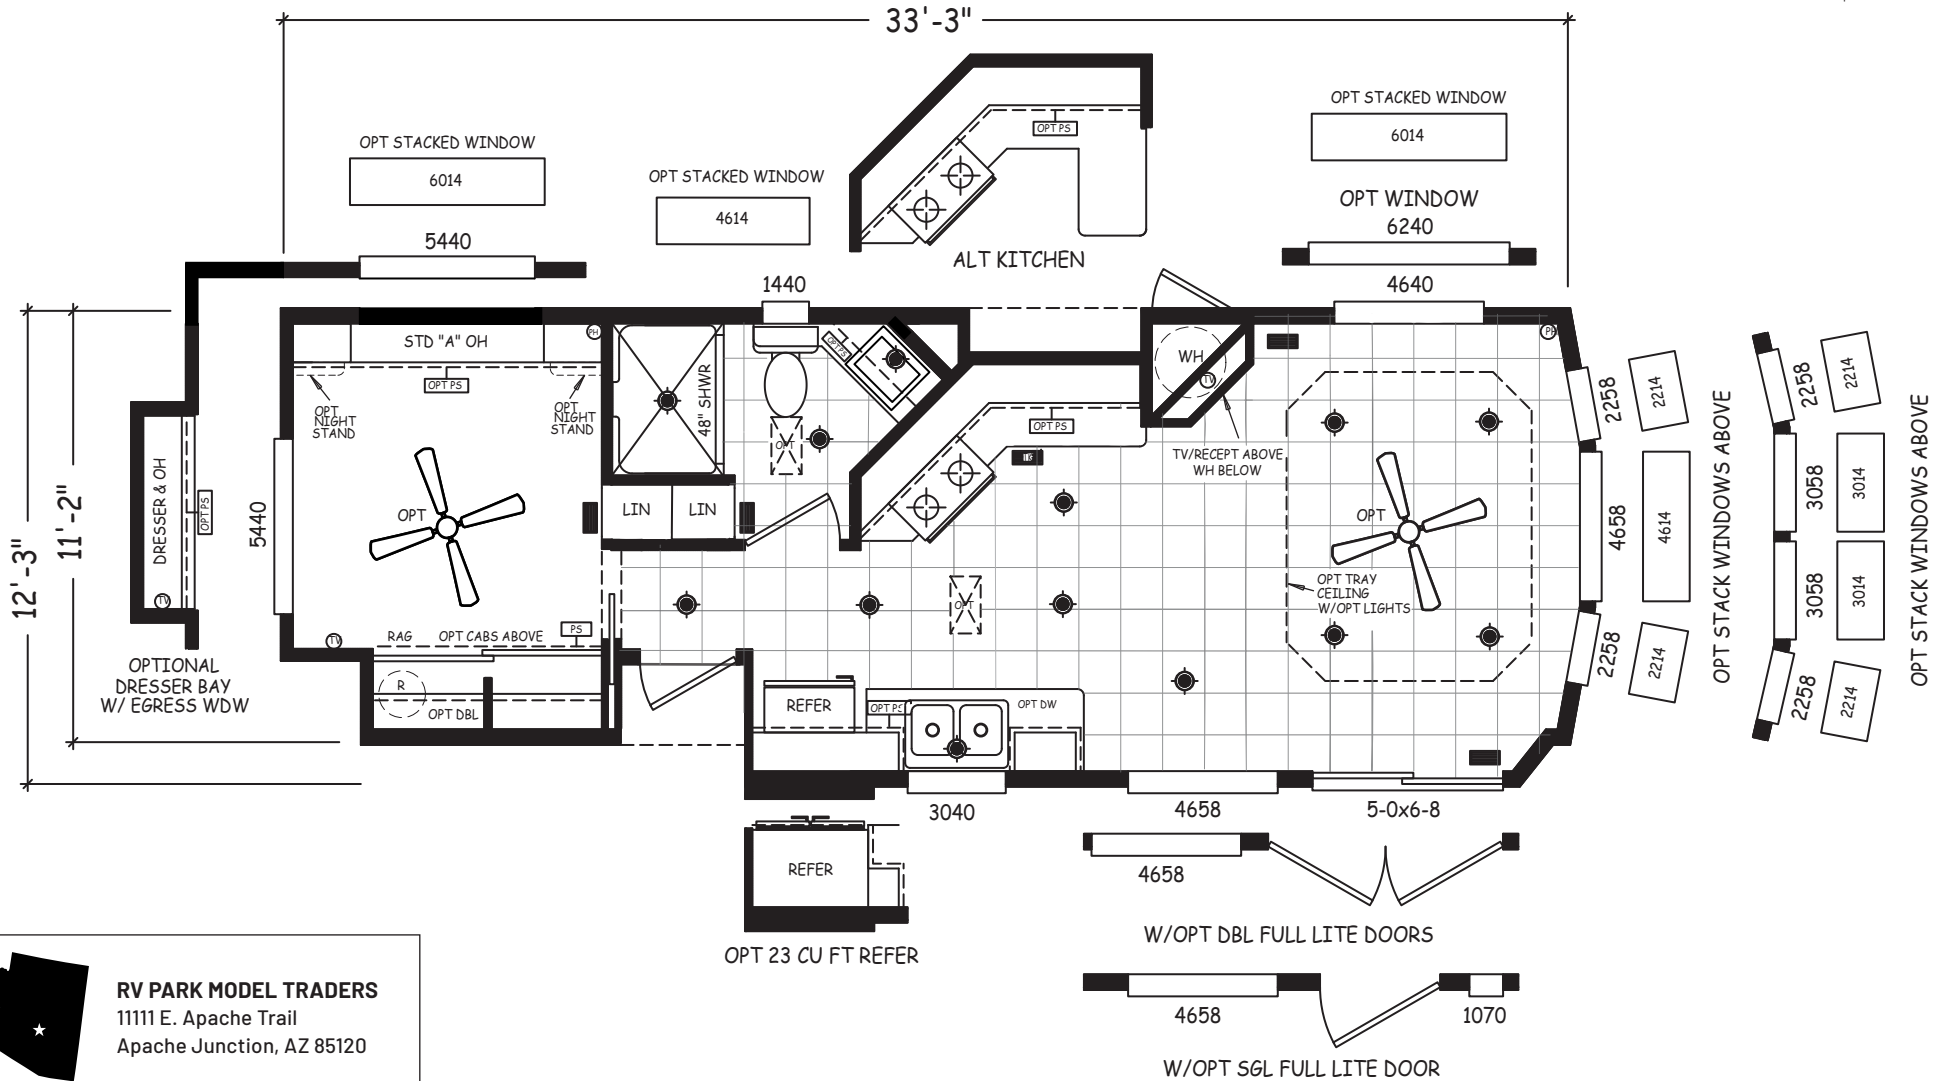 33'-3"
OPT STACKED WINDOW
6014
5440
OPT STACKED WINDOW
4614
1440
OPT PS
ALT KITCHEN
OPT STACKED WINDOW
6014
OPT WINDOW
6240
4640
12'-3"
11'-2"
DRESSER & OH
OPT PS
TV
OPTIONAL
DRESSER BAY
W/ EGRESS WDW
5440
STD "A" OH
PH
OPT PS
OPT
NIGHT
STAND
OPT
NIGHT
STAND
OPT
TV
RAG
OPT CABS ABOVE
PS
R
OPT DBL
48" SHWR
LIN
LIN
OPT PS
OPT
OPT PS
WH
TV
TV/RECEPT ABOVE
WH BELOW
PH
OPT
OPT TRAY
CEILING
W/OPT LIGHTS
OPT
REFER
OPT PS
OPT DW
3040
4658
5-0x6-8
2258
2214
4658
4614
2258
2214
OPT STACK WINDOWS ABOVE
2258
2214
3058
3014
3058
3014
2258
2214
OPT STACK WINDOWS ABOVE
REFER
OPT 23 CU FT REFER
4658
W/OPT DBL FULL LITE DOORS
4658
1070
W/OPT SGL FULL LITE DOOR
RV PARK MODEL TRADERS
11111 E. Apache Trail
Apache Junction, AZ 85120